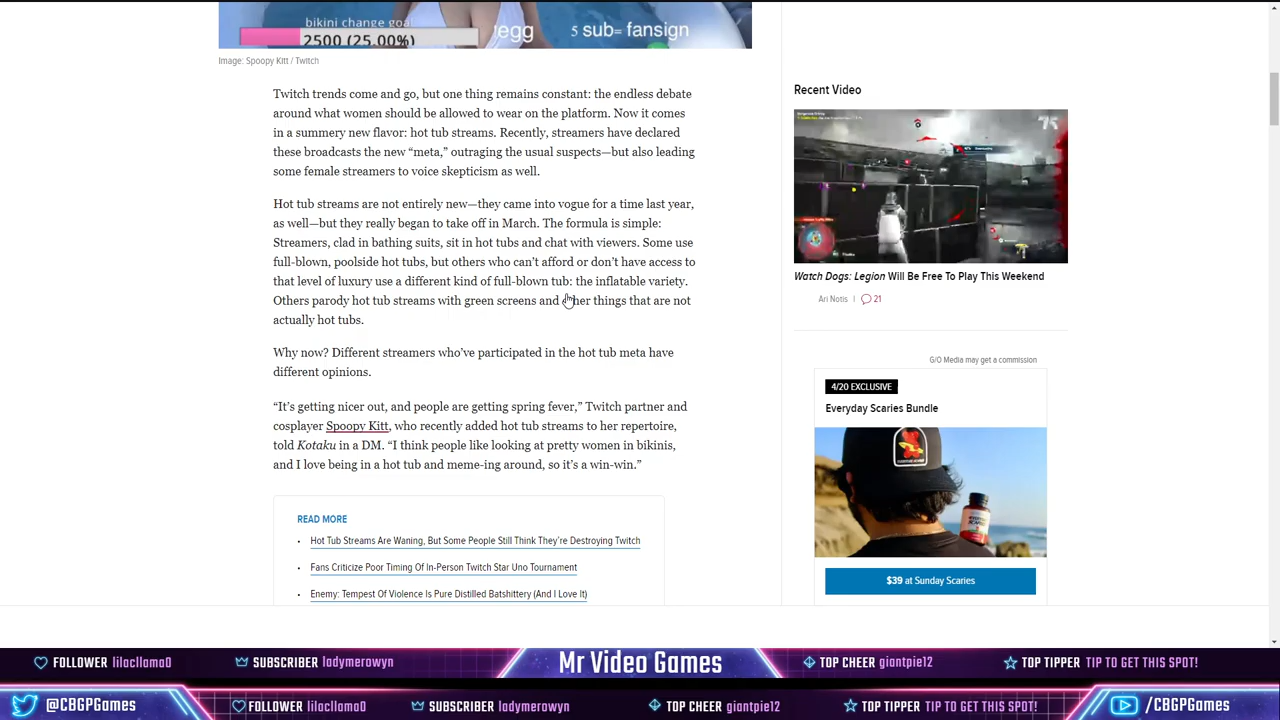 bikini change goal
2500 (25.00%)
!egg
5 sub= fansign
Image: Spoopy Kitt / Twitch
Twitch trends come and go, but one thing remains constant: the endless debate
around what women should be allowed to wear on the platform. Now it comes
in a summery new flavor: hot tub streams. Recently, streamers have declared
these broadcasts the new “meta,” outraging the usual suspects—but also leading
some female streamers to voice skepticism as well.
Hot tub streams are not entirely new—they came into vogue for a time last year,
as well—but they really began to take off in March. The formula is simple:
Streamers, clad in bathing suits, sit in hot tubs and chat with viewers. Some use
full-blown, poolside hot tubs, but others who can’t afford or don’t have access to
that level of luxury use a different kind of full-blown tub: the inflatable variety.
Others parody hot tub streams with green screens and other things that are not
actually hot tubs.
Why now? Different streamers who’ve participated in the hot tub meta have
different opinions.
“It’s getting nicer out, and people are getting spring fever,” Twitch partner and
cosplayer Spoopy Kitt, who recently added hot tub streams to her repertoire,
told Kotaku in a DM. “I think people like looking at pretty women in bikinis,
and I love being in a hot tub and meme-ing around, so it’s a win-win.”
READ MORE
• Hot Tub Streams Are Waning, But Some People Still Think They’re Destroying Twitch
• Fans Criticize Poor Timing Of In-Person Twitch Star Uno Tournament
• Enemy: Tempest Of Violence Is Pure Distilled Batshittery (And I Love It)
Recent Video
Watch Dogs: Legion Will Be Free To Play This Weekend
Ari Notis | 21
G/O Media may get a commission
4/20 EXCLUSIVE
Everyday Scaries Bundle
$39 at Sunday Scaries
FOLLOWER lilacllama0
SUBSCRIBER ladymerowyn
Mr Video Games
TOP CHEER giantpie12
TOP TIPPER TIP TO GET THIS SPOT!
@CBGPGames
FOLLOWER lilacllama0
SUBSCRIBER ladymerowyn
TOP CHEER giantpie12
TOP TIPPER TIP TO GET THIS SPOT!
/CBGPGames